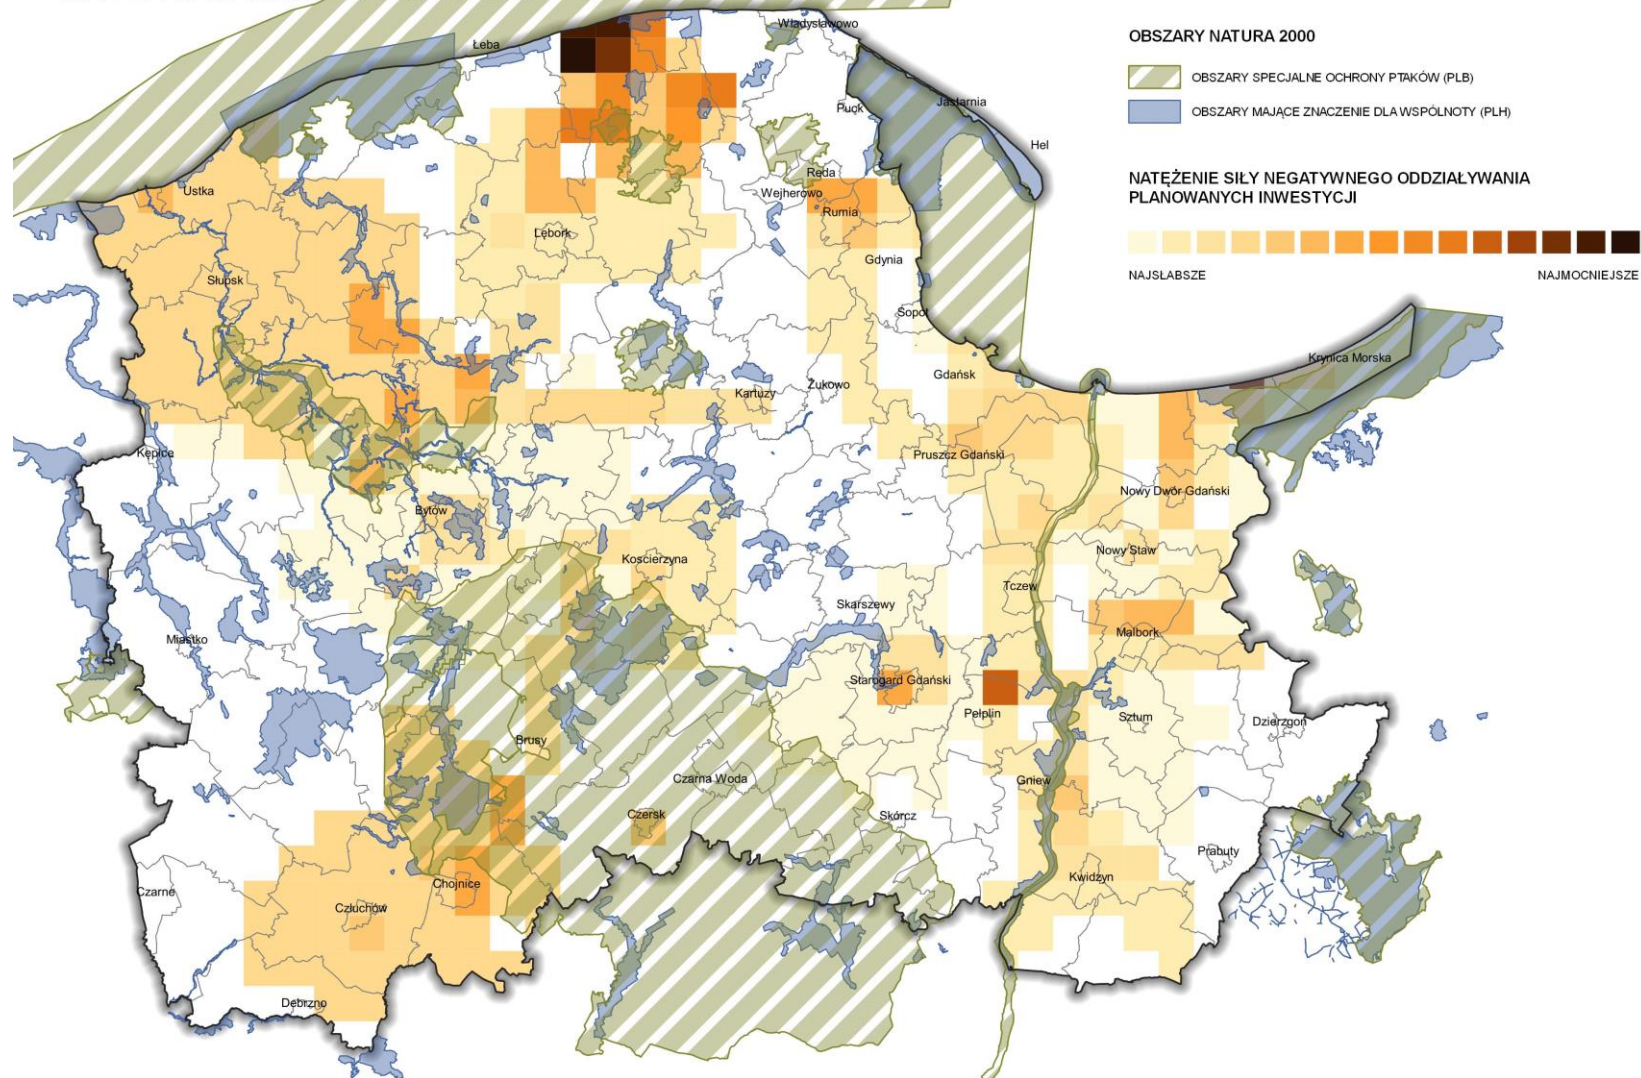 Władysławowo
Łeba
OBSZARY NATURA 2000
OBSZARY SPECJALNE OCHRONY PTAKÓW (PLB)
OBSZARY MAJĄCE ZNACZENIE DLA WSPÓLNOTY (PLH)
Puck
Jastarnia
Hel
NATĘŻENIE SIŁY NEGATYWNEGO ODDZIAŁYWANIA
PLANOWANYCH INWESTYCJI
NAJSŁABSZE
NAJMOCNIEJSZE
Ustka
Reda
Wejherowo
Rumia
Lębork
Gdynia
Słupsk
Sopot
Krynica Morska
Gdańsk
Żukowo
Kartuzy
Kępice
Pruszcz Gdański
Nowy Dwór Gdański
Bytów
Nowy Staw
Kościerzyna
Tczew
Skarszewy
Malbork
Miastko
Starogard Gdański
Pelplin
Sztum
Dzierzgoń
Brusy
Czarna Woda
Gniew
Czersk
Skórcz
Prabuty
Kwidzyn
Chojnice
Czarne
Człuchów
Debrzno